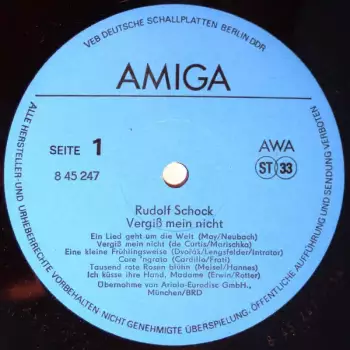 VEB DEUTSCHE SCHALLPLATTEN BERLIN DDR
AMIGA
SEITE 1
8 45 247
AWA
ST 33
Rudolf Schock
Vergiß mein nicht
Ein Lied geht um die Welt (May/Neubach)
Vergiß mein nicht (de Curtis/Marischka)
Eine kleine Frühlingsweise (Dvořák/Lengsfelder/Intrator)
Core 'ngrato (Cardillo/Frati)
Tausend rote Rosen blühn (Meisel/Hannes)
Ich küsse ihre Hand, Madame (Erwin/Rotter)
Übernahme von Ariola-Eurodisc GmbH.,
München/BRD
ALLE HERSTELLER- UND URHEBERRECHTE VORBEHALTEN NICHT GENEHMIGTE ÜBERSPIELUNG · ÖFFENTLICHE AUFFÜHRUNG UND SENDUNG VERBOTEN